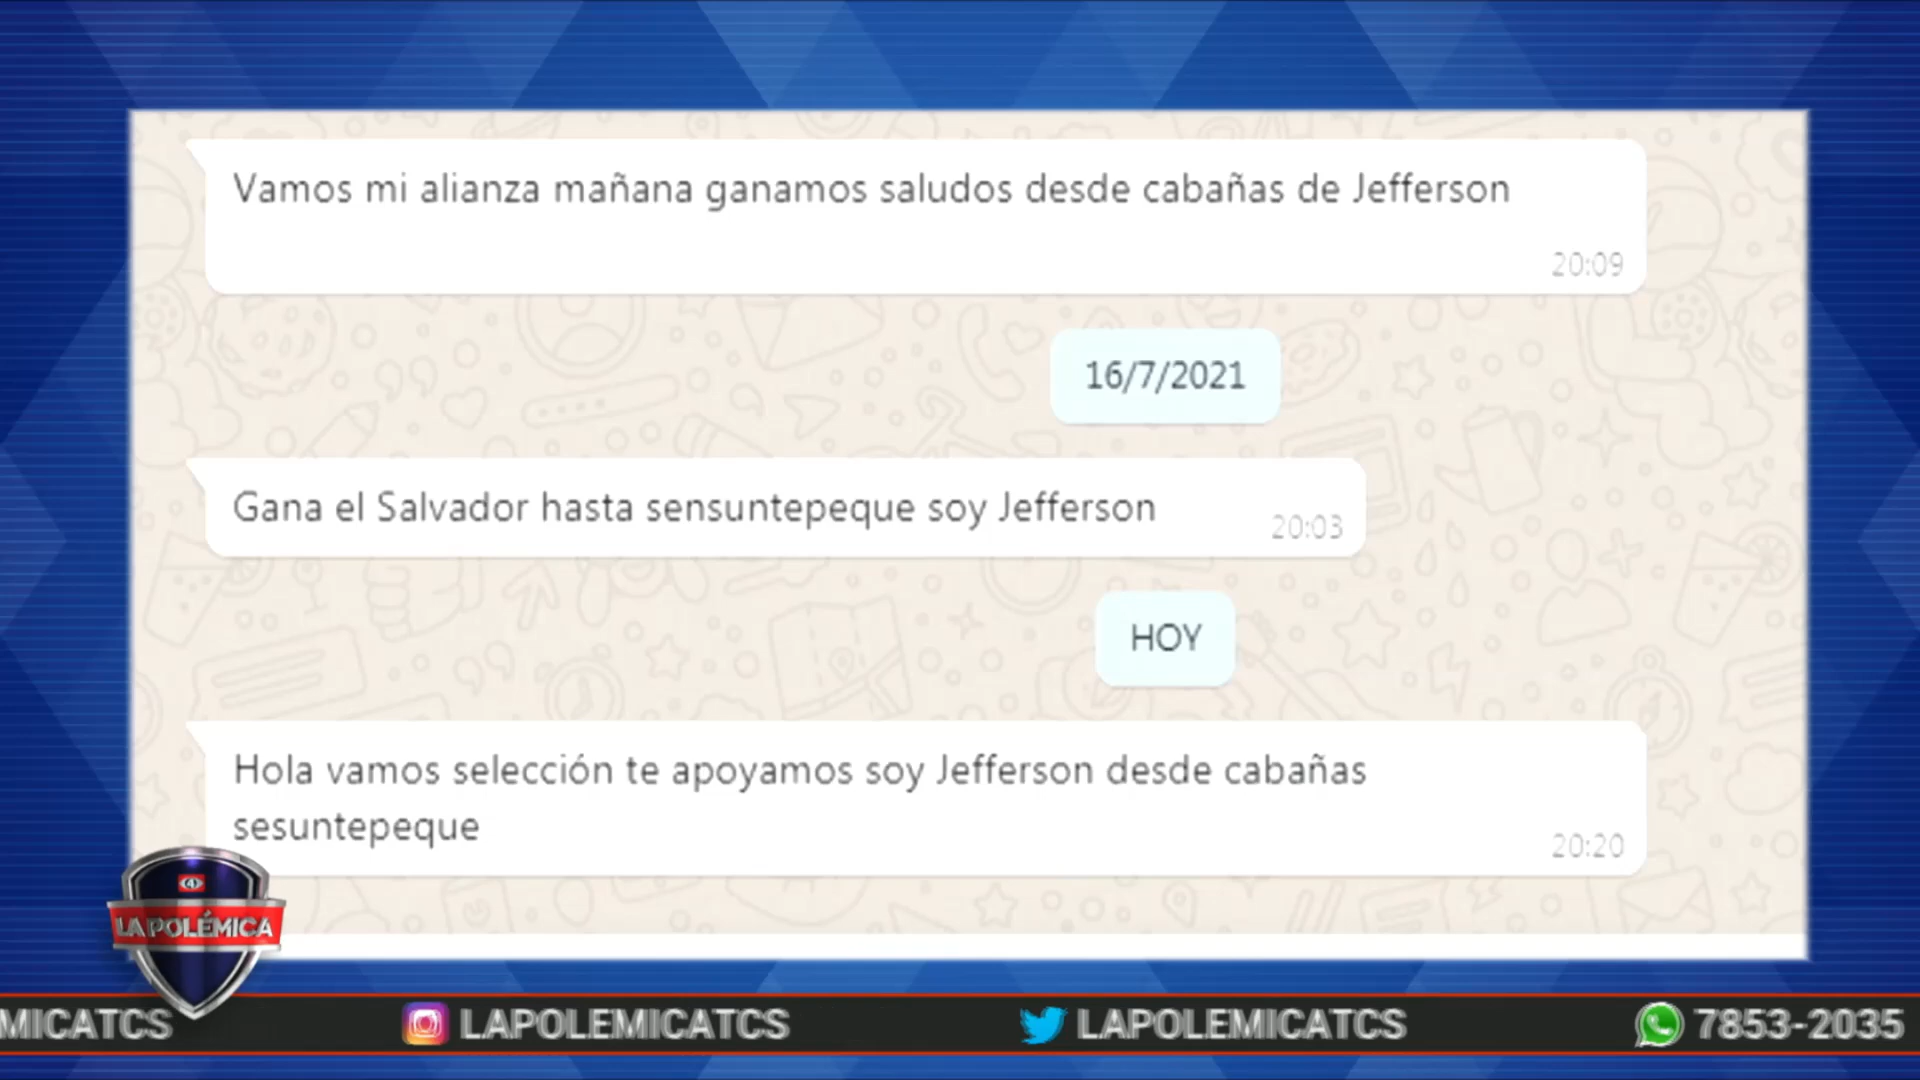 Vamos mi alianza mañana ganamos saludos desde cabañas de Jefferson
20:09
16/7/2021
Gana el Salvador hasta sensuntepeque soy Jefferson
20:03
HOY
Hola vamos selección te apoyamos soy Jefferson desde cabañas
sesuntepeque
20:20
4
LA POLÉMICA
MICATCS
LAPOLEMICATCS
LAPOLEMICATCS
7853-2035